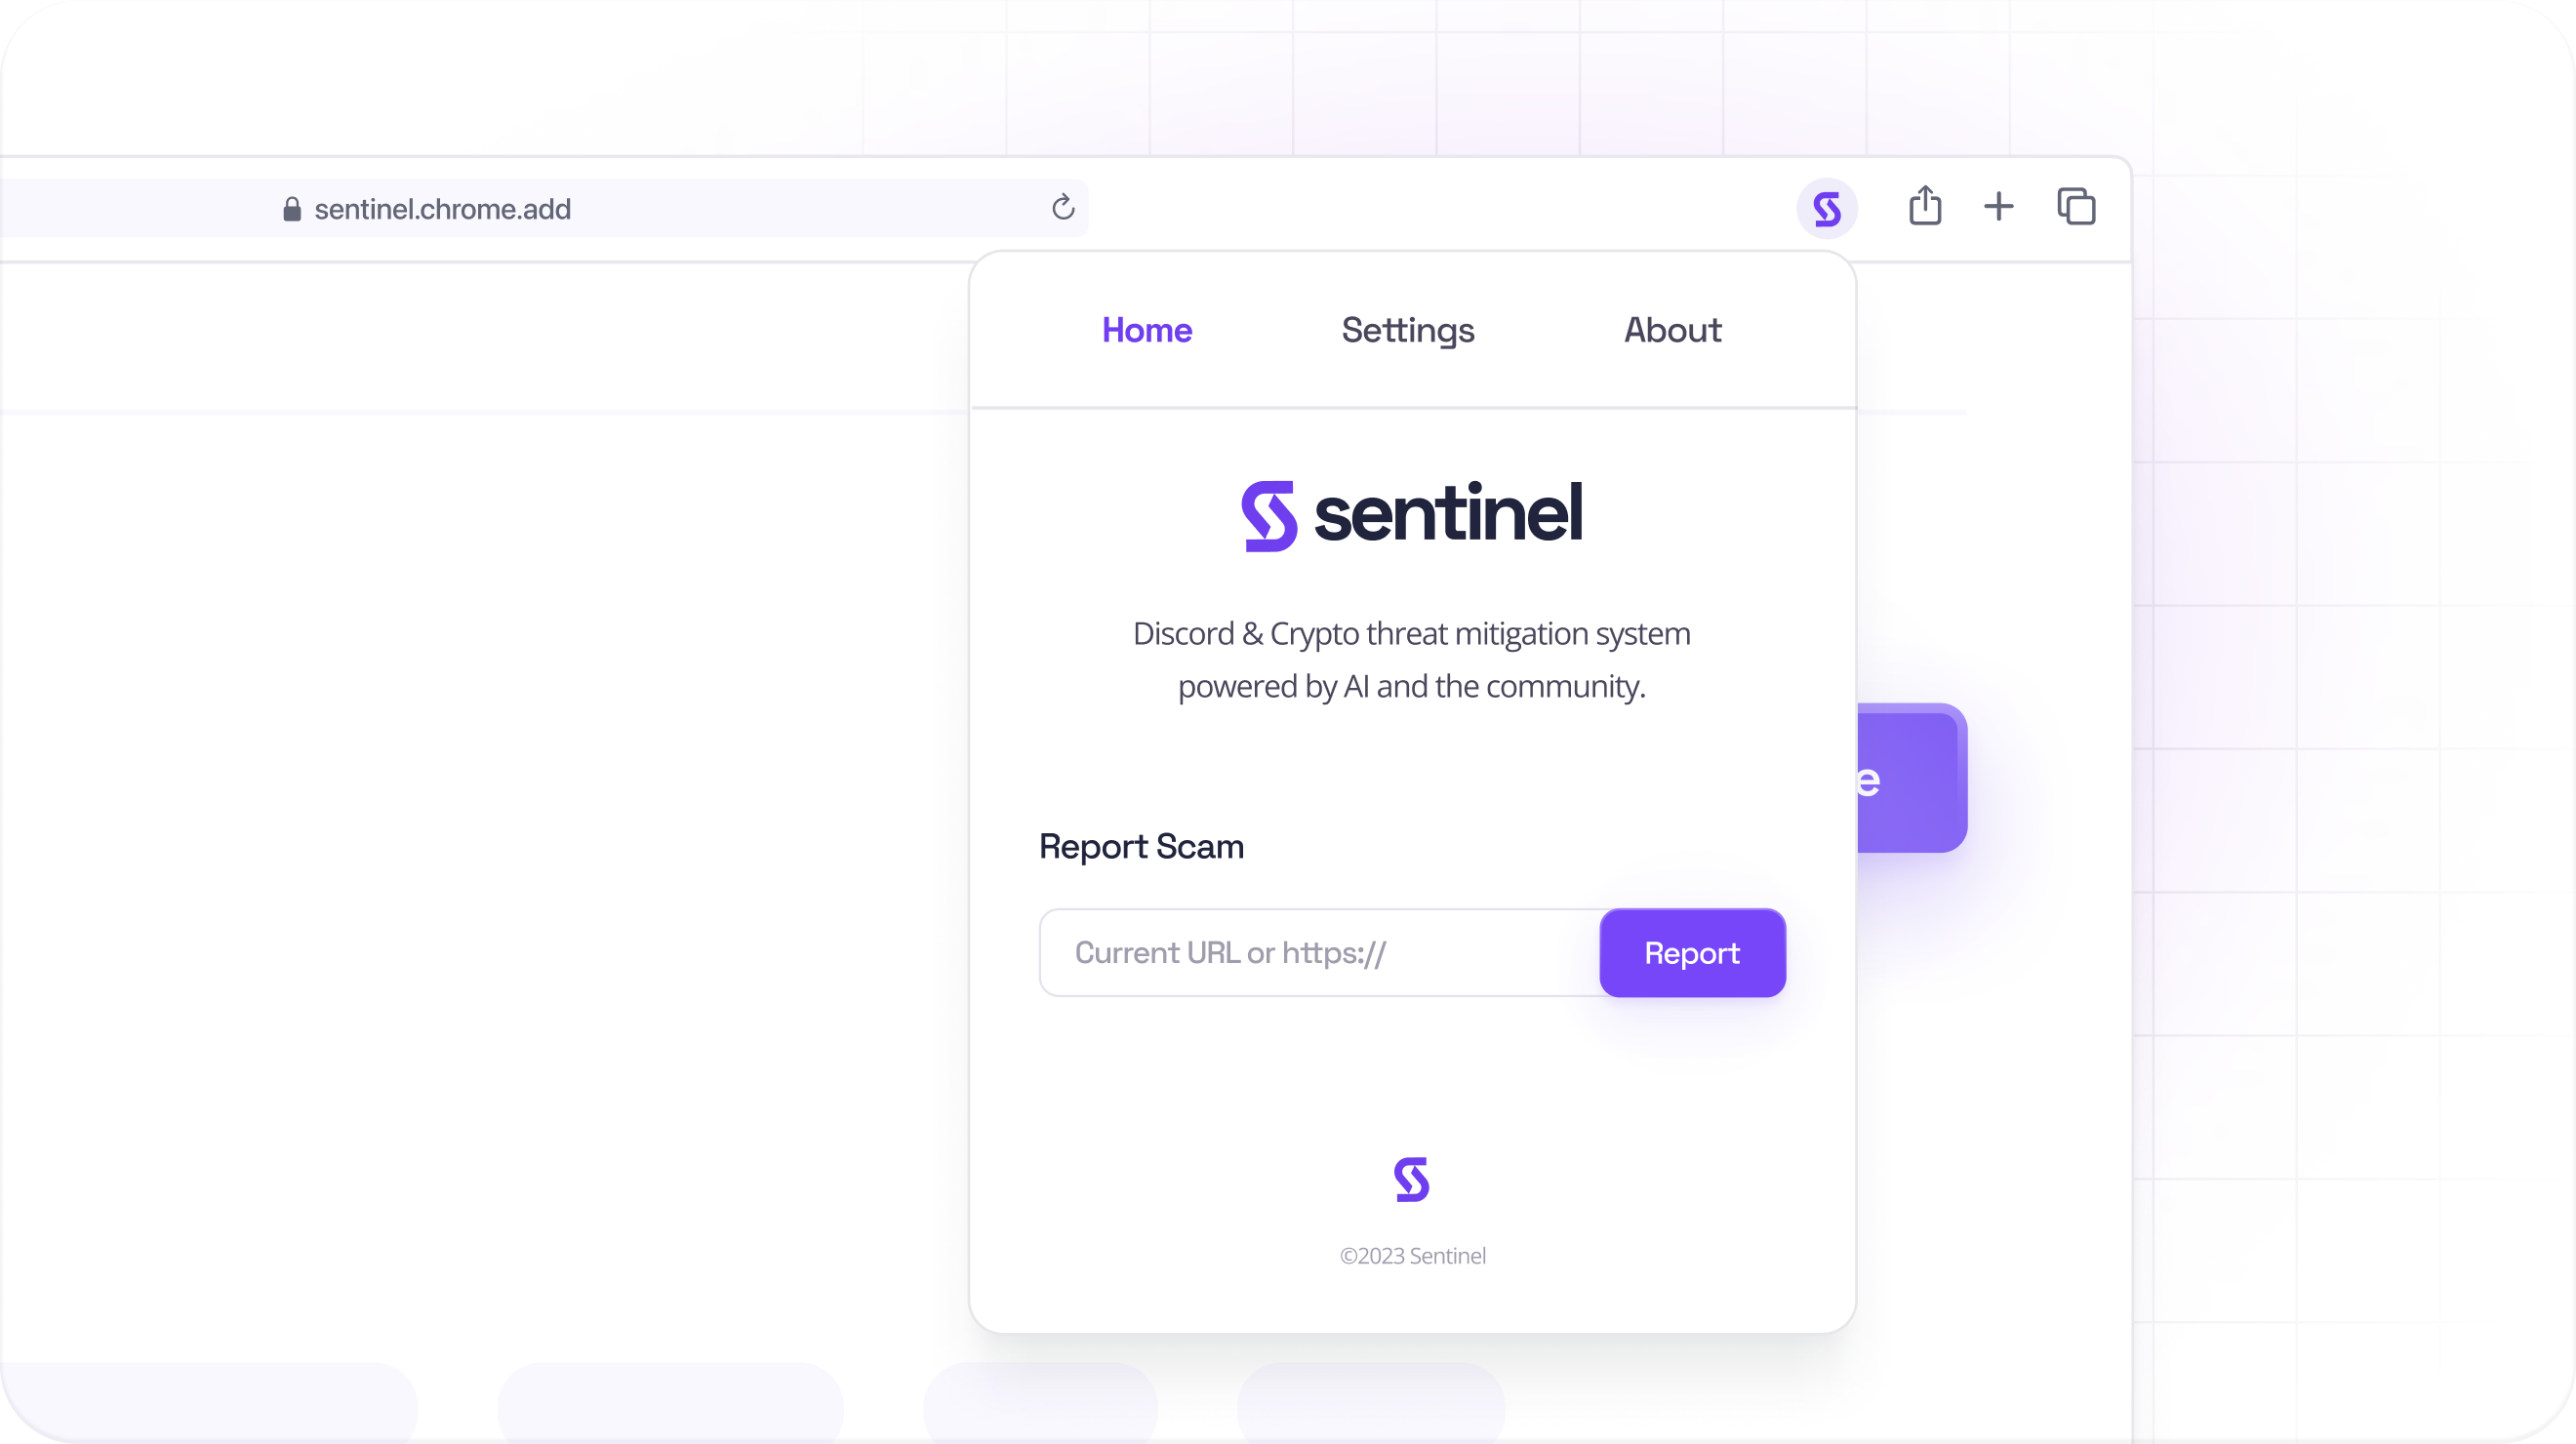 sentinel.chrome.add
Home Settings About
sentinel
Discord & Crypto threat mitigation system
powered by AI and the community.
e
Report Scam
Current URL or https://
Report
©2023 Sentinel